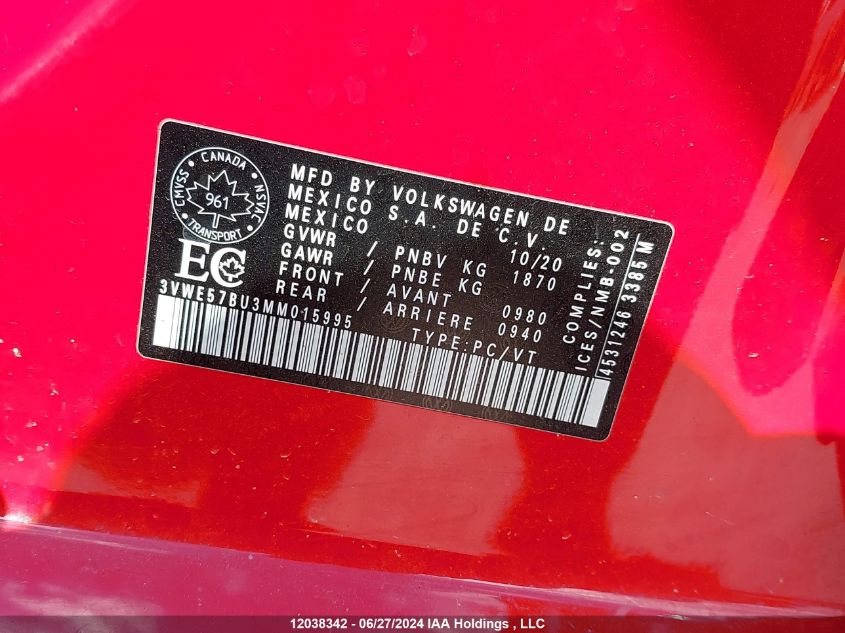 CANADA
CMVSS • NSVAC
961
TRANSPORT
EC
MFD BY VOLKSWAGEN DE
MEXICO S.A. DE C.V.
MEXICO 10/20
GVWR / PNBV KG 1870
GAWR / PNBE KG
FRONT / AVANT 0980
REAR / ARRIERE 0940
3VWE57BU3MM015995
TYPE:PC/VT
COMPLIES:
ICES/NMB-002
4531246 3385M
12038342 - 06/27/2024 IAA Holdings , LLC